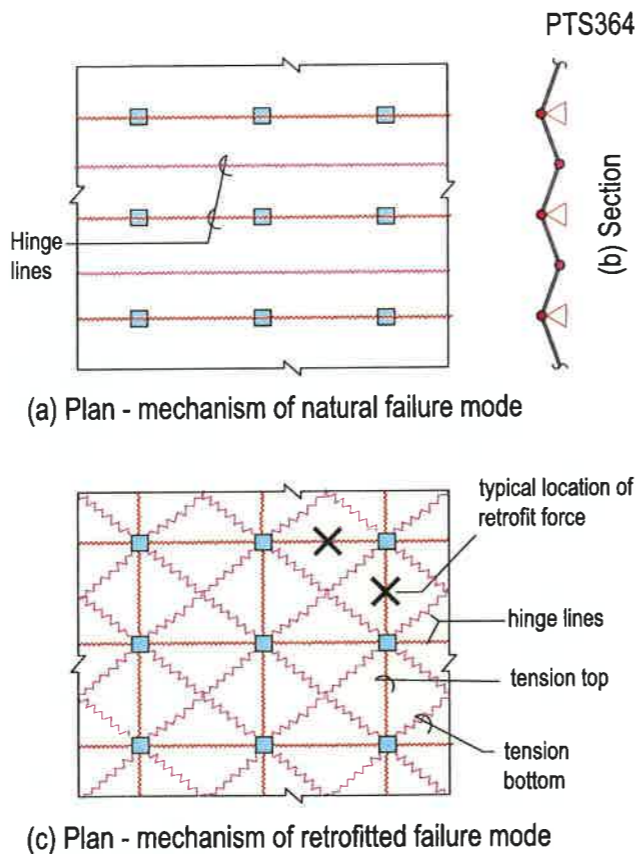 PTS364
Hinge
lines
(b) Section
(a) Plan - mechanism of natural failure mode
typical location of
retrofit force
hinge lines
tension top
tension
bottom
(c) Plan - mechanism of retrofitted failure mode